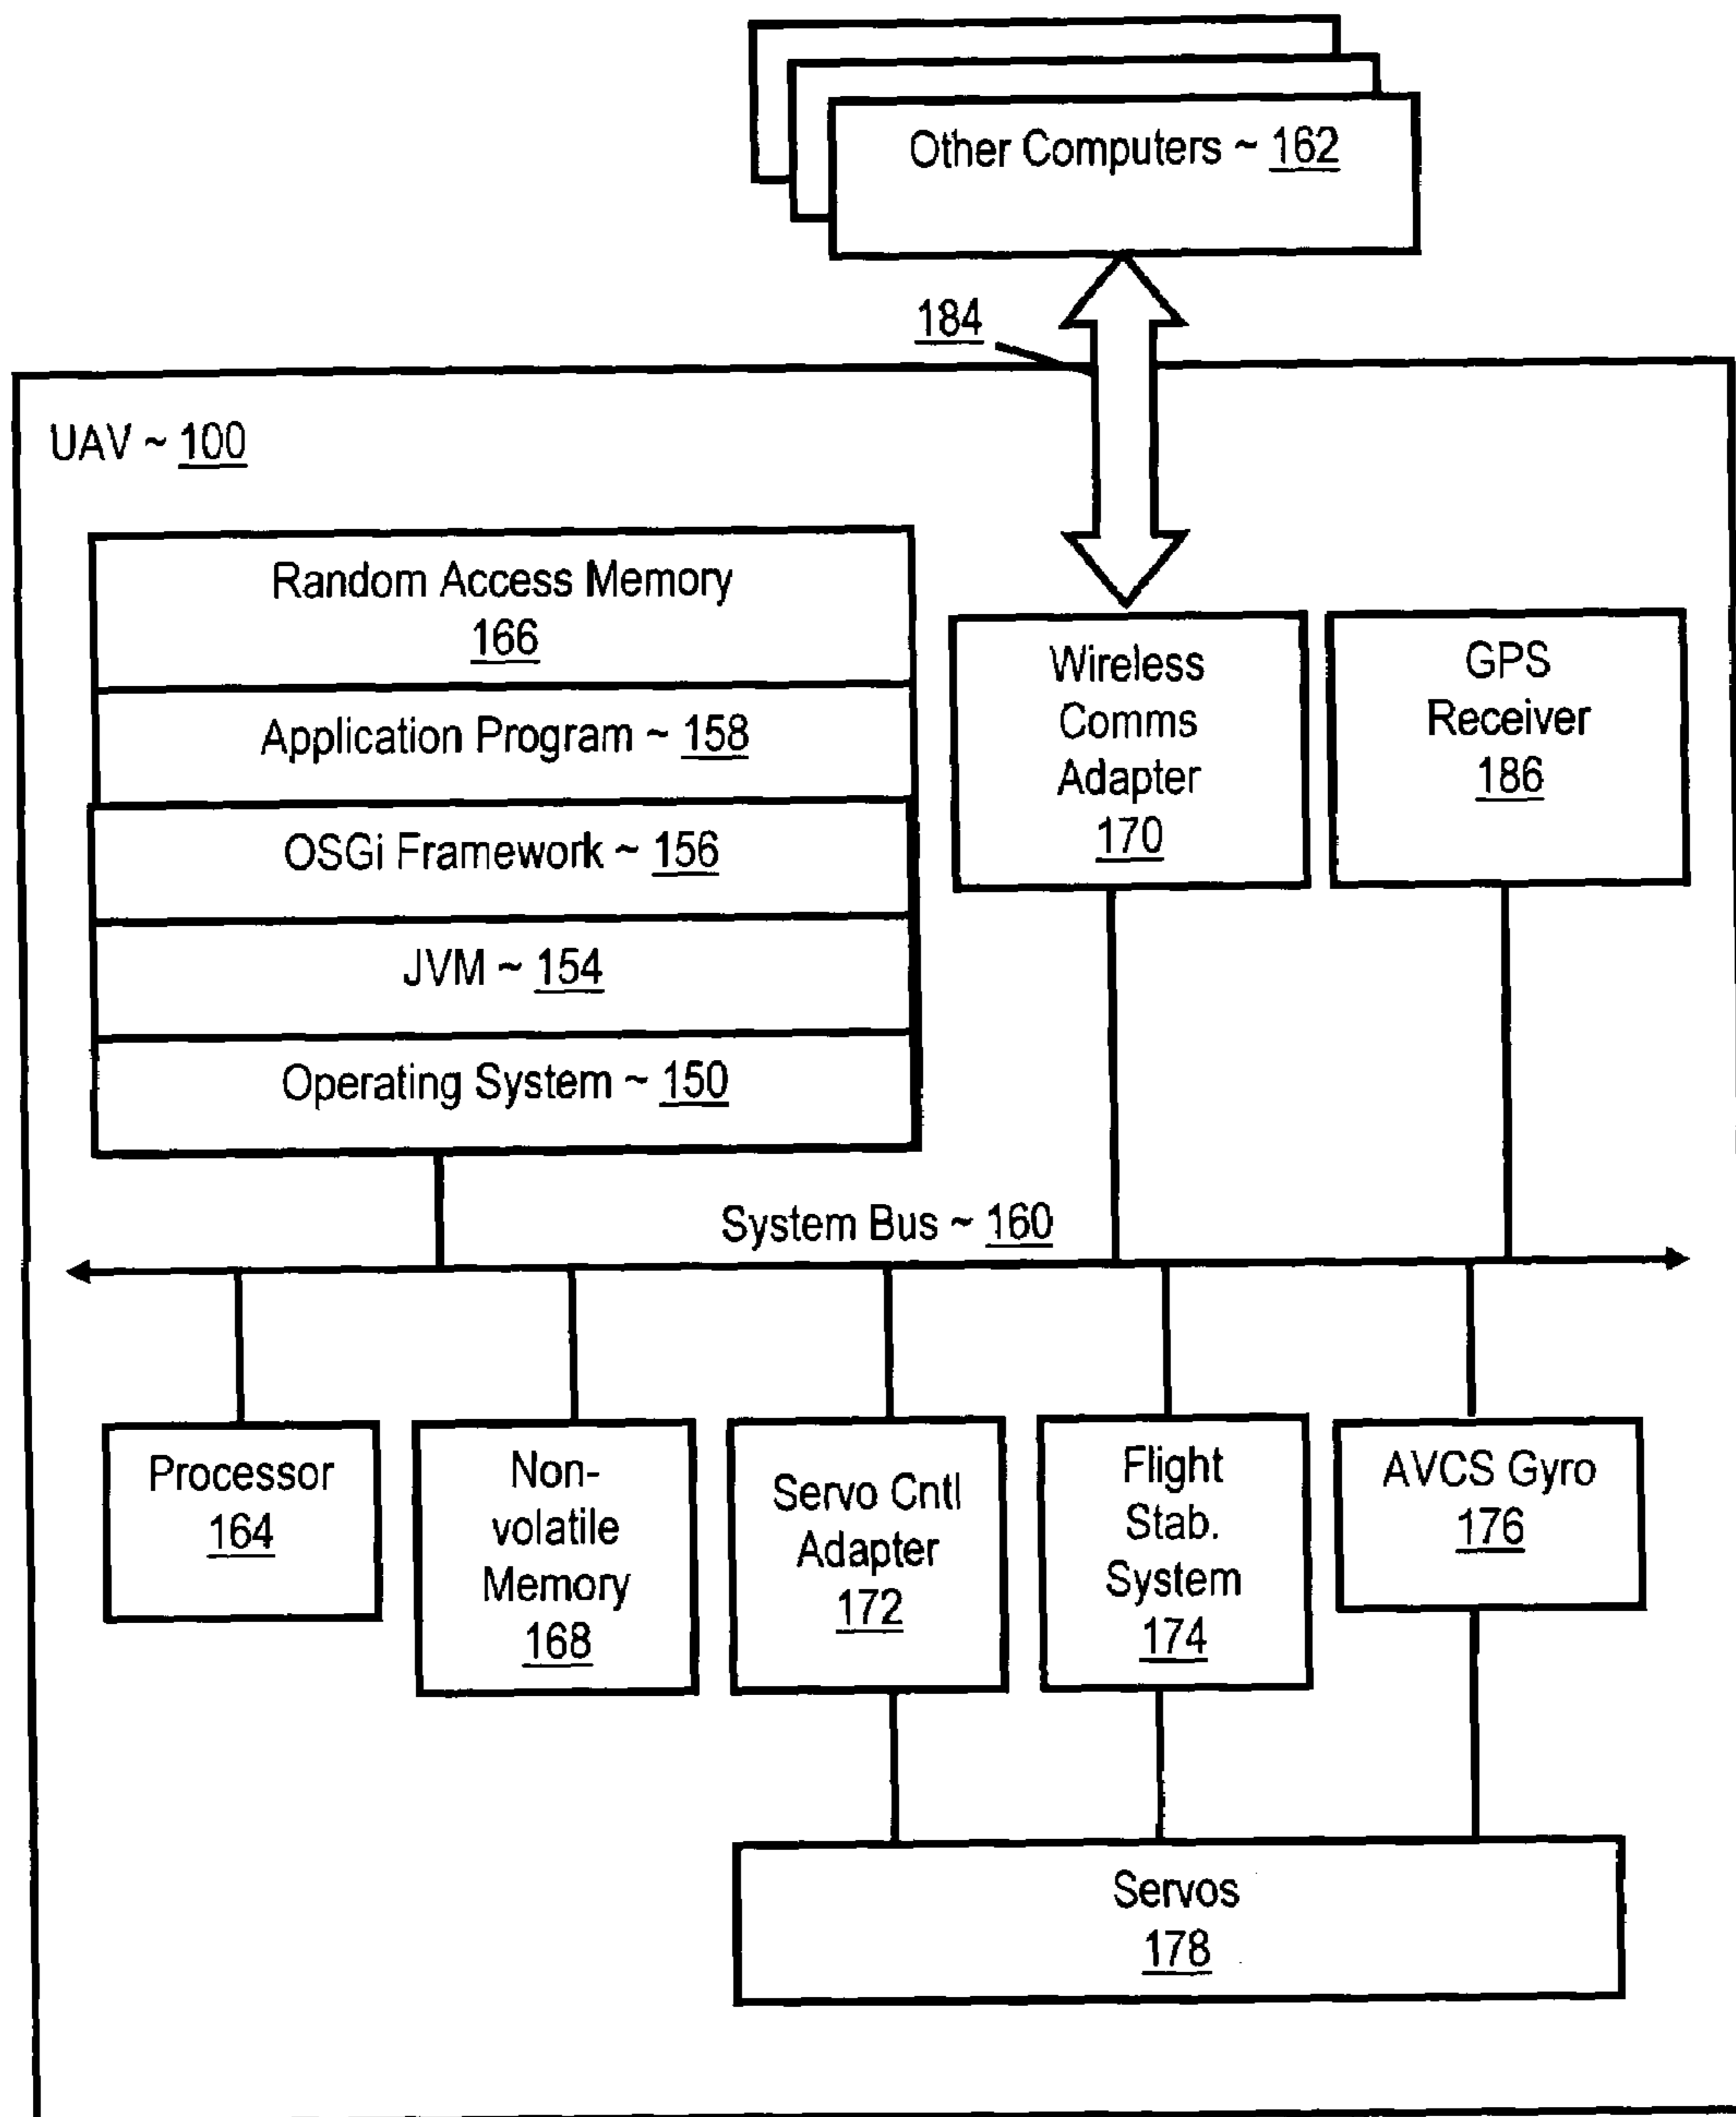 Other Computers ~ 162
184
UAV ~ 100
Random Access Memory
166
Application Program ~ 158
OSGi Framework ~ 156
JVM ~ 154
Operating System ~ 150
Wireless
Comms
Adapter
170
GPS
Receiver
186
System Bus ~ 160
Processor
164
Non-
volatile
Memory
168
Servo Cntl
Adapter
172
Flight
Stab.
System
174
AVCS Gyro
176
Servos
178